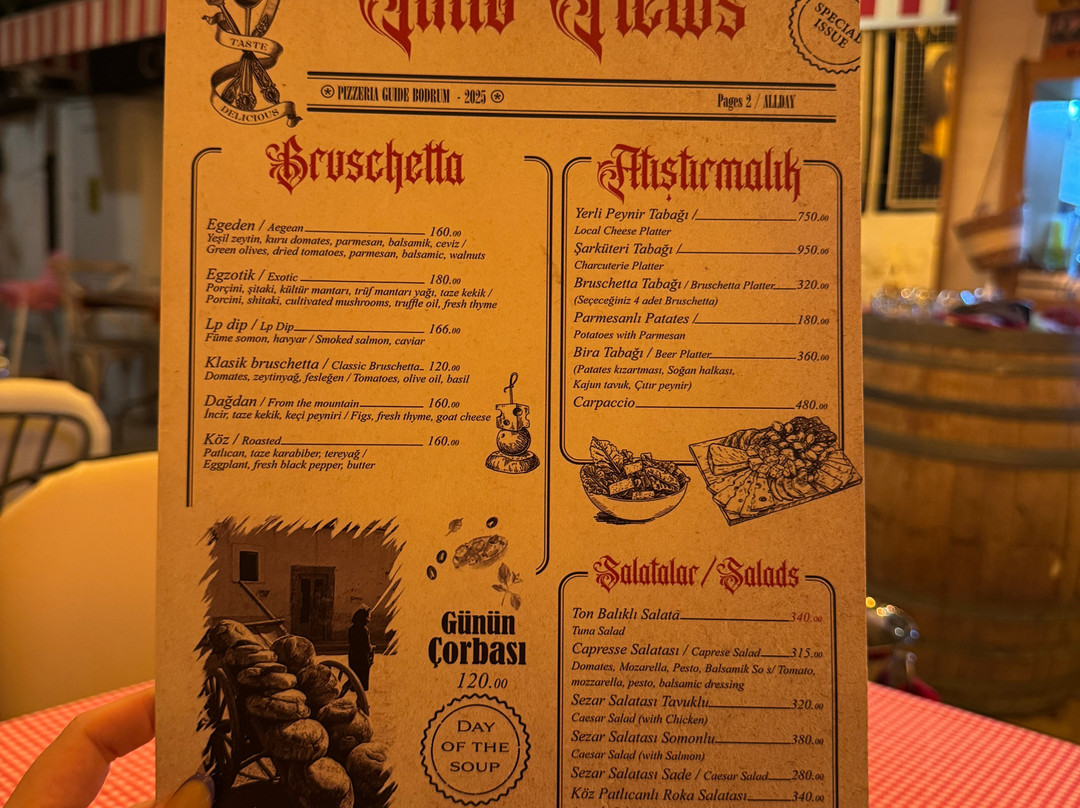 TASTE
DELICIOUS
News
SPECIAL
ISSUE
PIZZERIA GUIDE BODRUM - 2025
Pages 2 / ALLDAY
Bruschetta
Egeden / Aegean 160.00
Yeşil zeytin, kuru domates, parmesan, balsamik, ceviz /
Green olives, dried tomatoes, parmesan, balsamic, walnuts
Egzotik / Exotic 180.00
Porçini, şitaki, kültür mantarı, trüf mantarı yağı, taze kekik /
Porcini, shitaki, cultivated mushrooms, truffle oil, fresh thyme
Lp dip / Lp Dip 166.00
Füme somon, havyar / Smoked salmon, caviar
Klasik bruschetta / Classic Bruschetta 120.00
Domates, zeytinyağ, fesleğen / Tomatoes, olive oil, basil
Dağdan / From the mountain 160.00
İncir, taze kekik, keçi peyniri / Figs, fresh thyme, goat cheese
Köz / Roasted 160.00
Patlıcan, taze karabiber, tereyağ /
Eggplant, fresh black pepper, butter
Günün
Çorbası
120.00
DAY
OF THE
SOUP
Atıştırmalık
Yerli Peynir Tabağı / 750.00
Local Cheese Platter
Şarküteri Tabağı / 950.00
Charcuterie Platter
Bruschetta Tabağı / Bruschetta Platter 320.00
(Seçeceğiniz 4 adet Bruschetta)
Parmesanlı Patates / 180.00
Potatoes with Parmesan
Bira Tabağı / Beer Platter 360.00
(Patates kızartması, Soğan halkası,
Kajun tavuk, Çıtır peynir)
Carpaccio 480.00
Salatalar / Salads
Ton Balıklı Salata 340.00
Tuna Salad
Capresse Salatası / Caprese Salad 315.00
Domates, Mozarella, Pesto, Balsamik So s/ Tomato,
mozzarella, pesto, balsamic dressing
Sezar Salatası Tavuklu 320.00
Caesar Salad (with Chicken)
Sezar Salatası Somonlu 380.00
Caesar Salad (with Salmon)
Sezar Salatası Sade / Caesar Salad 280.00
Köz Patlıcanlı Roka Salatası 340.00